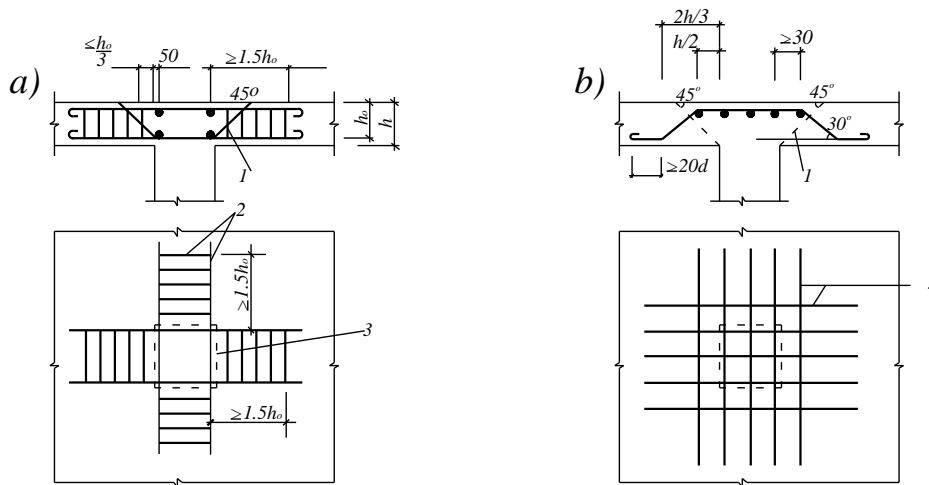 a)
≤h₀/3
50
≥1.5h₀
45°
h₀
h
1
2
≥1.5h₀
3
≥1.5h₀
b)
2h/3
h/2
≥30
45°
45°
30°
≥20d
1